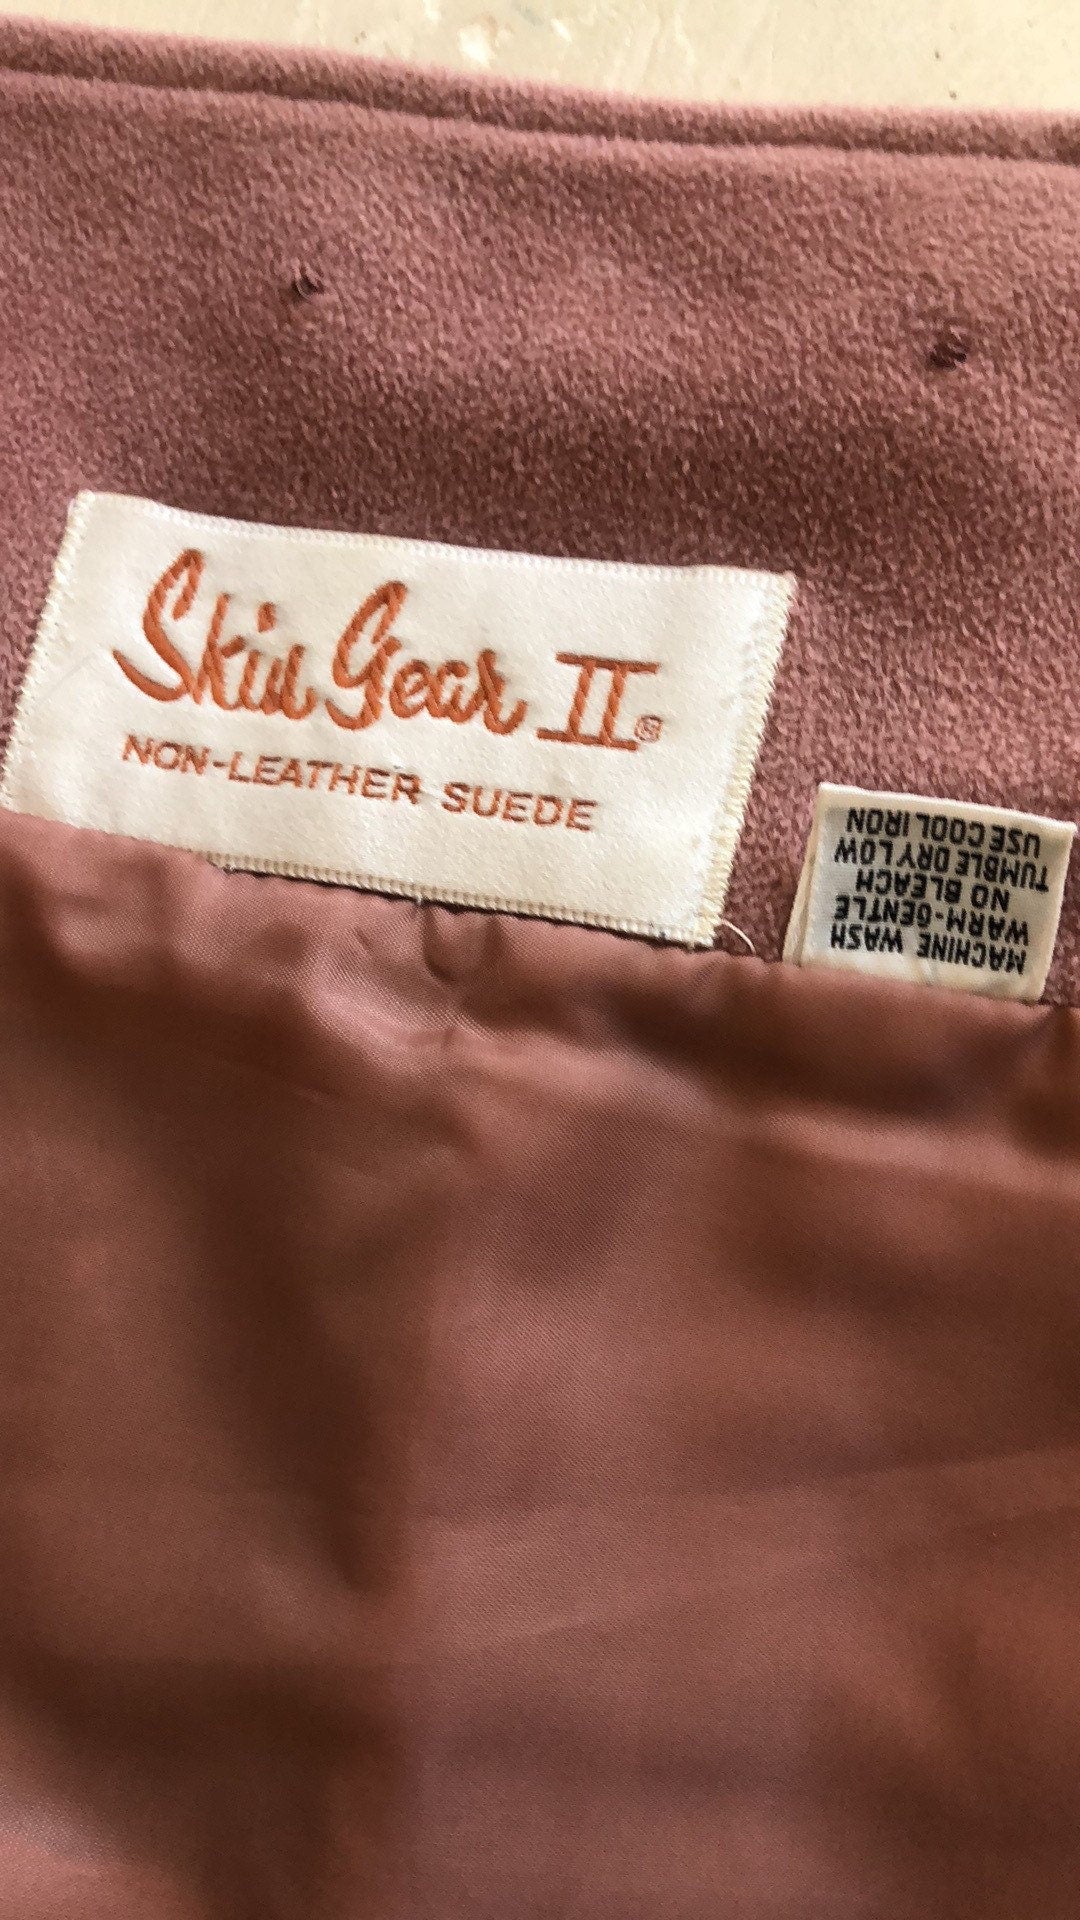 Skin Gear II®
NON-LEATHER SUEDE
MACHINE WASH
WARM-GENTLE
NO BLEACH
TUMBLE DRY LOW
USE COOL IRON